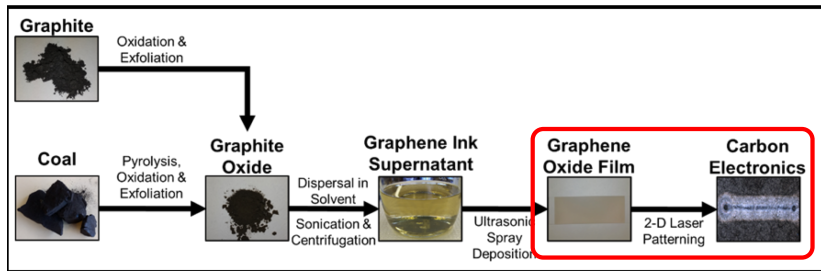 Graphite
Oxidation &
Exfoliation
Coal
Pyrolysis,
Oxidation &
Exfoliation
Graphite
Oxide
Dispersal in
Solvent
Sonication &
Centrifugation
Graphene Ink
Supernatant
Ultrasonic
Spray
Deposition
Graphene
Oxide Film
2-D Laser
Patterning
Carbon
Electronics